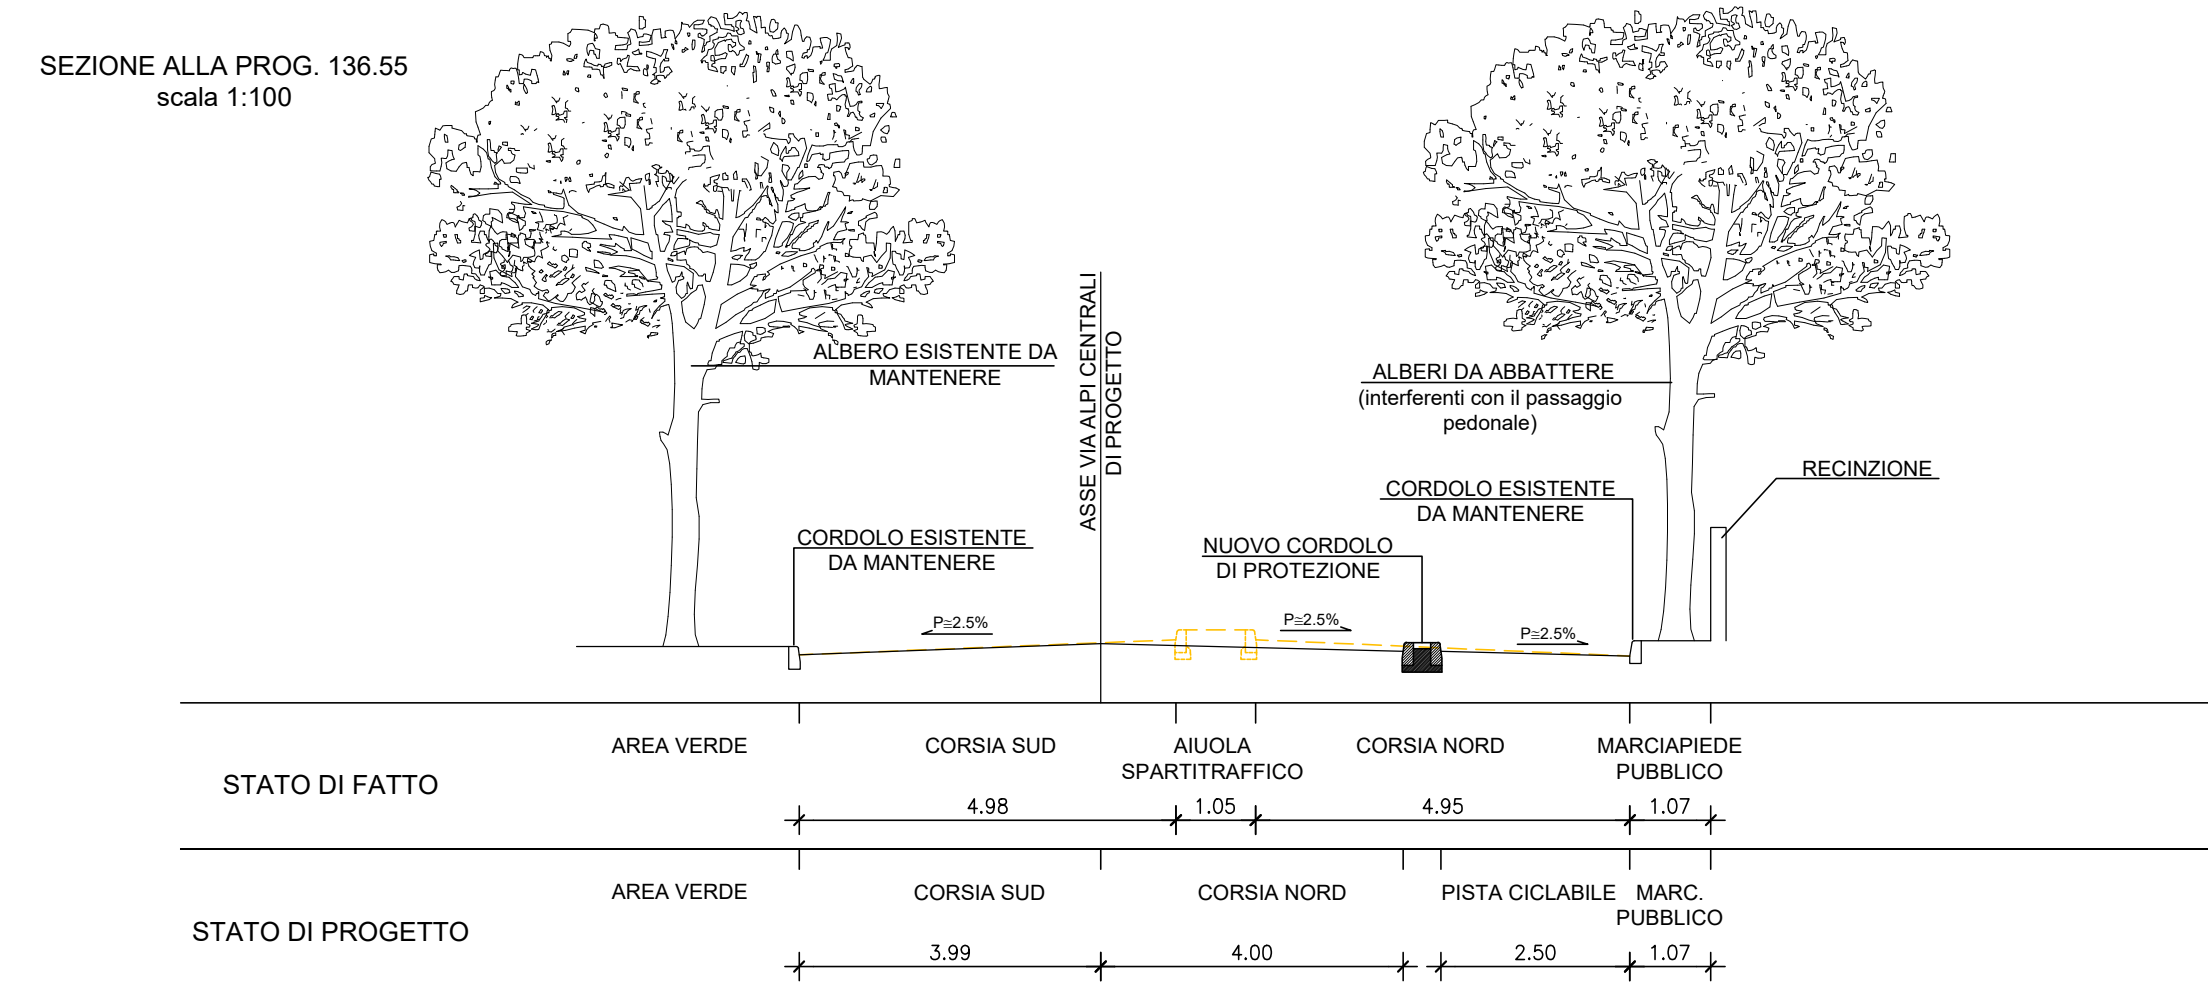 SEZIONE ALLA PROG. 136.55
scala 1:100
ALBERO ESISTENTE DA
MANTENERE
ASSE VIA ALPI CENTRALI
DI PROGETTO
ALBERI DA ABBATTERE
(interferenti con il passaggio
pedonale)
RECINZIONE
CORDOLO ESISTENTE
DA MANTENERE
CORDOLO ESISTENTE
DA MANTENERE
NUOVO CORDOLO
DI PROTEZIONE
P≅2.5%
P≅2.5%
P≅2.5%
STATO DI FATTO
AREA VERDE
CORSIA SUD
AIUOLA
SPARTITRAFFICO
CORSIA NORD
MARCIAPIEDE
PUBBLICO
4.98
1.05
4.95
1.07
STATO DI PROGETTO
AREA VERDE
CORSIA SUD
CORSIA NORD
PISTA CICLABILE
MARC.
PUBBLICO
3.99
4.00
2.50
1.07